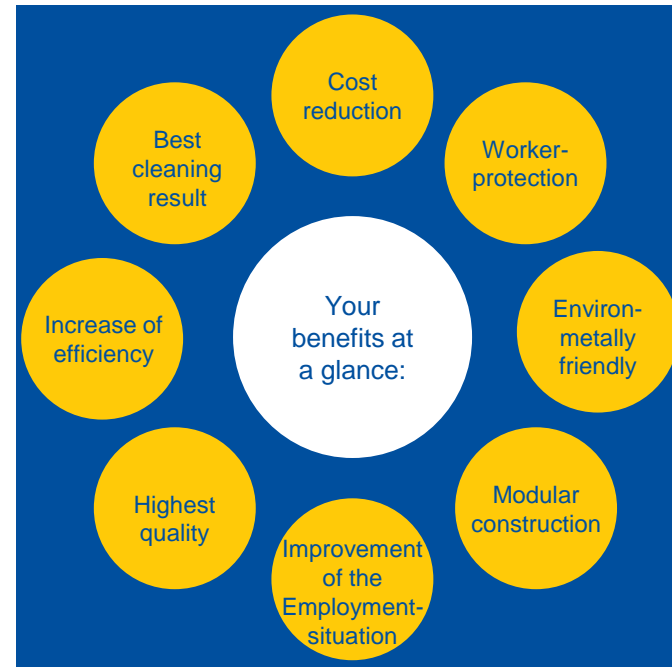 Your
benefits at
a glance:
Cost
reduction
Worker-
protection
Environ-
metally
friendly
Modular
construction
Improvement
of the
Employment-
situation
Highest
quality
Increase of
efficiency
Best
cleaning
result